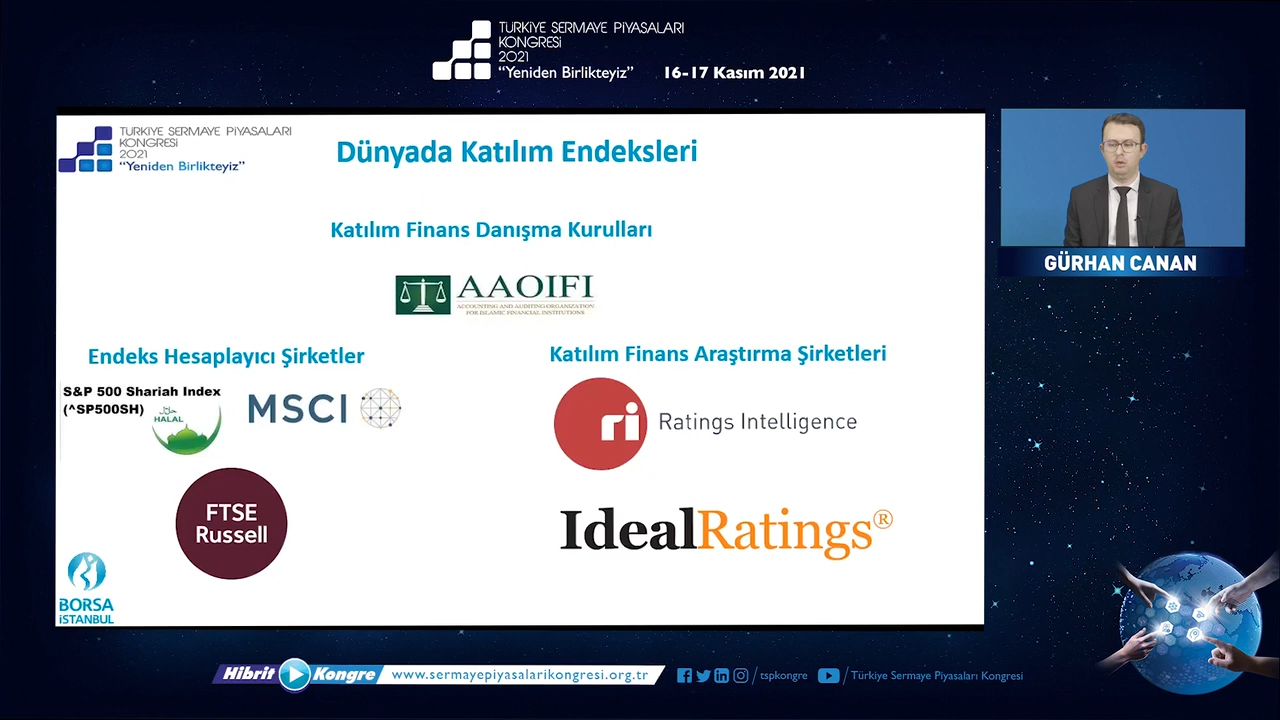 TÜRKİYE SERMAYE PİYASALARI
KONGRESİ
2021
“Yeniden Birlikteyiz”
16-17 Kasım 2021
TÜRKİYE SERMAYE PİYASALARI
KONGRESİ
2021
“Yeniden Birlikteyiz”
Dünyada Katılım Endeksleri
Katılım Finans Danışma Kurulları
AAOIFI
ACCOUNTING AND AUDITING ORGANIZATION
FOR ISLAMIC FINANCIAL INSTITUTIONS
Endeks Hesaplayıcı Şirketler
S&P 500 Shariah Index
(^SP500SH)
حلال
HALAL
MSCI
FTSE
Russell
Katılım Finans Araştırma Şirketleri
ri
Ratings Intelligence
IdealRatings®
BORSA
İSTANBUL
GÜRHAN CANAN
Hibrit Kongre
www.sermayepiyasalarikongresi.org.tr
/tspkongre
/Türkiye Sermaye Piyasaları Kongresi